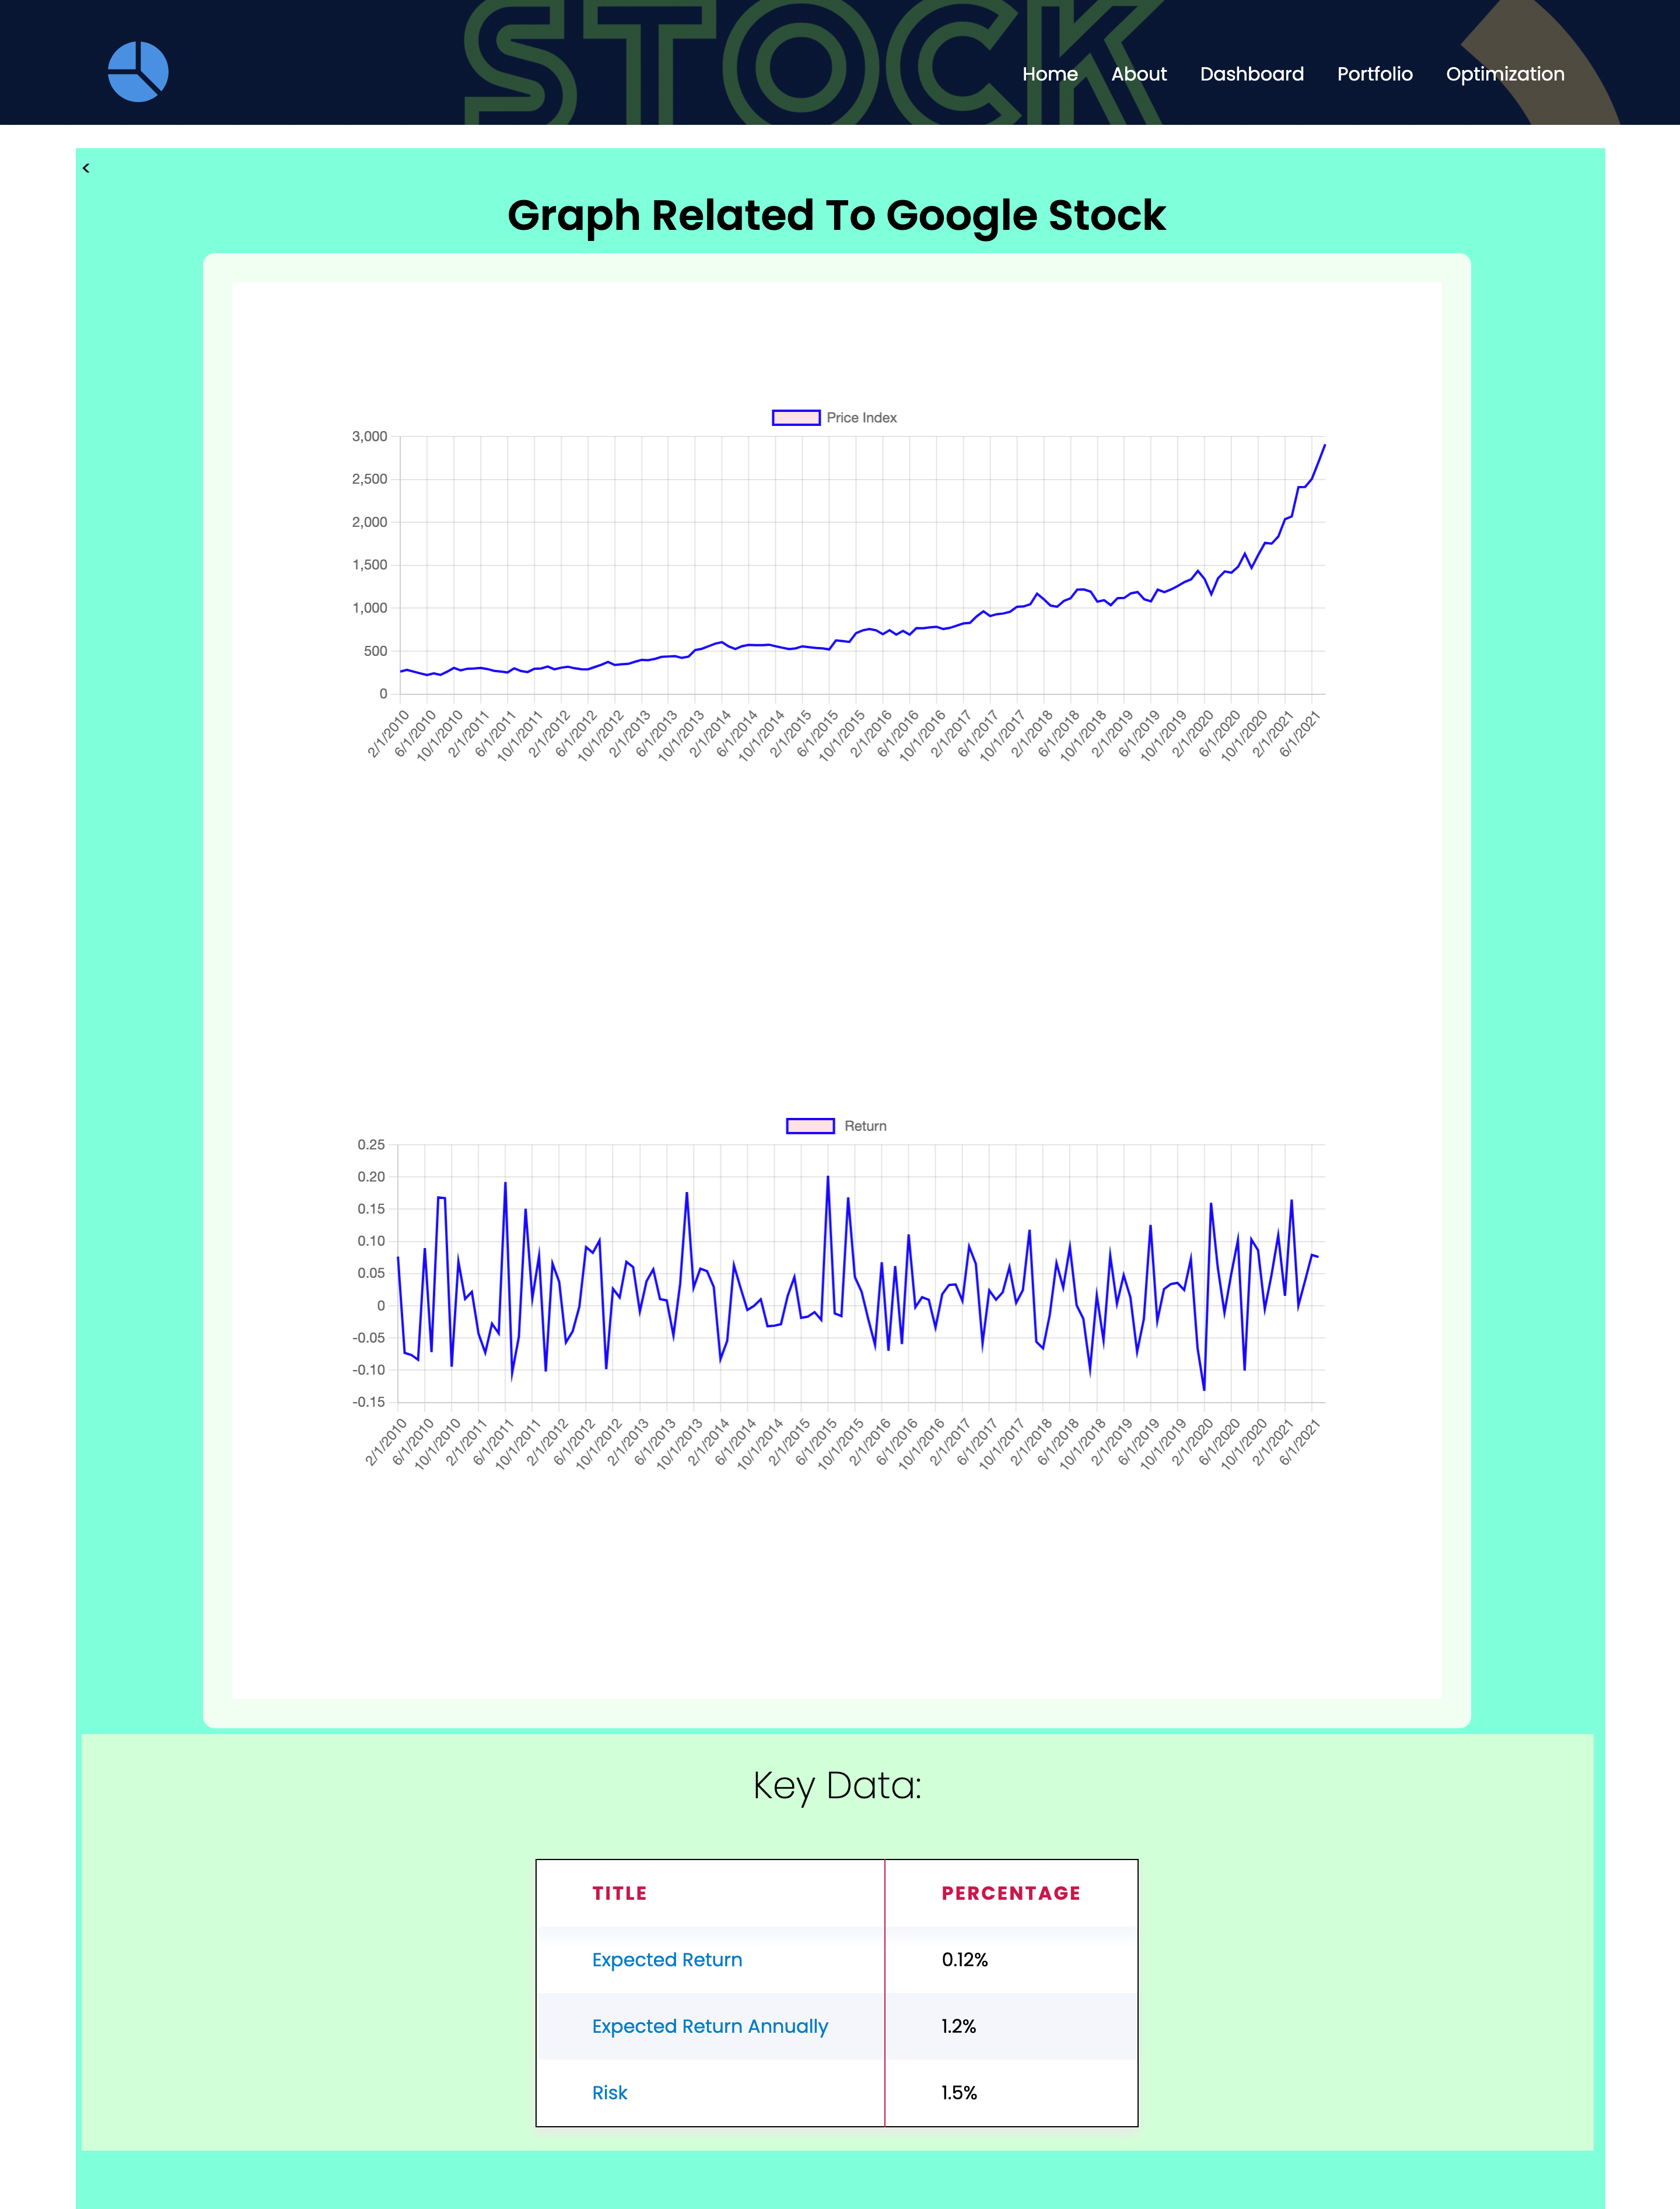 STOCK
Home About Dashboard Portfolio Optimization
<
Graph Related To Google Stock
Price Index
3,000
2,500
2,000
1,500
1,000
500
0
2/1/2010 6/1/2010 10/1/2010 2/1/2011 6/1/2011 10/1/2011 2/1/2012 6/1/2012 10/1/2012 2/1/2013 6/1/2013 10/1/2013 2/1/2014 6/1/2014 10/1/2014 2/1/2015 6/1/2015 10/1/2015 2/1/2016 6/1/2016 10/1/2016 2/1/2017 6/1/2017 10/1/2017 2/1/2018 6/1/2018 10/1/2018 2/1/2019 6/1/2019 10/1/2019 2/1/2020 6/1/2020 10/1/2020 2/1/2021 6/1/2021
Return
0.25
0.20
0.15
0.10
0.05
0
-0.05
-0.10
-0.15
2/1/2010 6/1/2010 10/1/2010 2/1/2011 6/1/2011 10/1/2011 2/1/2012 6/1/2012 10/1/2012 2/1/2013 6/1/2013 10/1/2013 2/1/2014 6/1/2014 10/1/2014 2/1/2015 6/1/2015 10/1/2015 2/1/2016 6/1/2016 10/1/2016 2/1/2017 6/1/2017 10/1/2017 2/1/2018 6/1/2018 10/1/2018 2/1/2019 6/1/2019 10/1/2019 2/1/2020 6/1/2020 10/1/2020 2/1/2021 6/1/2021
Key Data:
TITLE PERCENTAGE
Expected Return 0.12%
Expected Return Annually 1.2%
Risk 1.5%